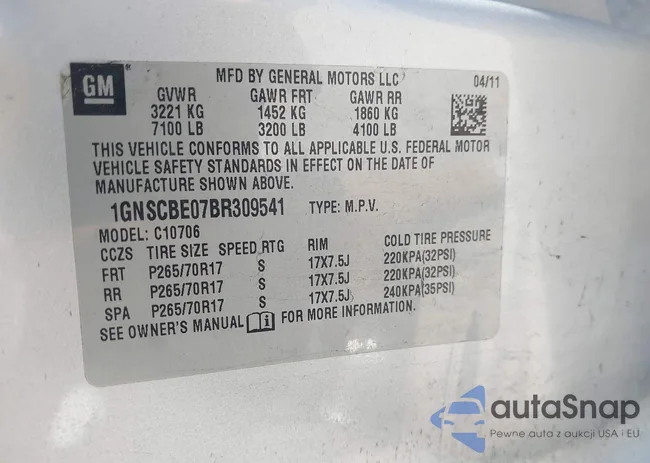 GM
MFD BY GENERAL MOTORS LLC
04/11
GVWR GAWR FRT GAWR RR
3221 KG 1452 KG 1860 KG
7100 LB 3200 LB 4100 LB
THIS VEHICLE CONFORMS TO ALL APPLICABLE U.S. FEDERAL MOTOR
VEHICLE SAFETY STANDARDS IN EFFECT ON THE DATE OF
MANUFACTURE SHOWN ABOVE.
1GNSCBE07BR309541 TYPE: M.P.V.
MODEL: C10706
CCZS TIRE SIZE SPEED RTG RIM COLD TIRE PRESSURE
FRT P265/70R17 S 17X7.5J 220KPA(32PSI)
RR P265/70R17 S 17X7.5J 220KPA(32PSI)
SPA P265/70R17 S 17X7.5J 240KPA(35PSI)
SEE OWNER'S MANUAL FOR MORE INFORMATION.
autaSnap
Pewne auta z aukcji USA i EU